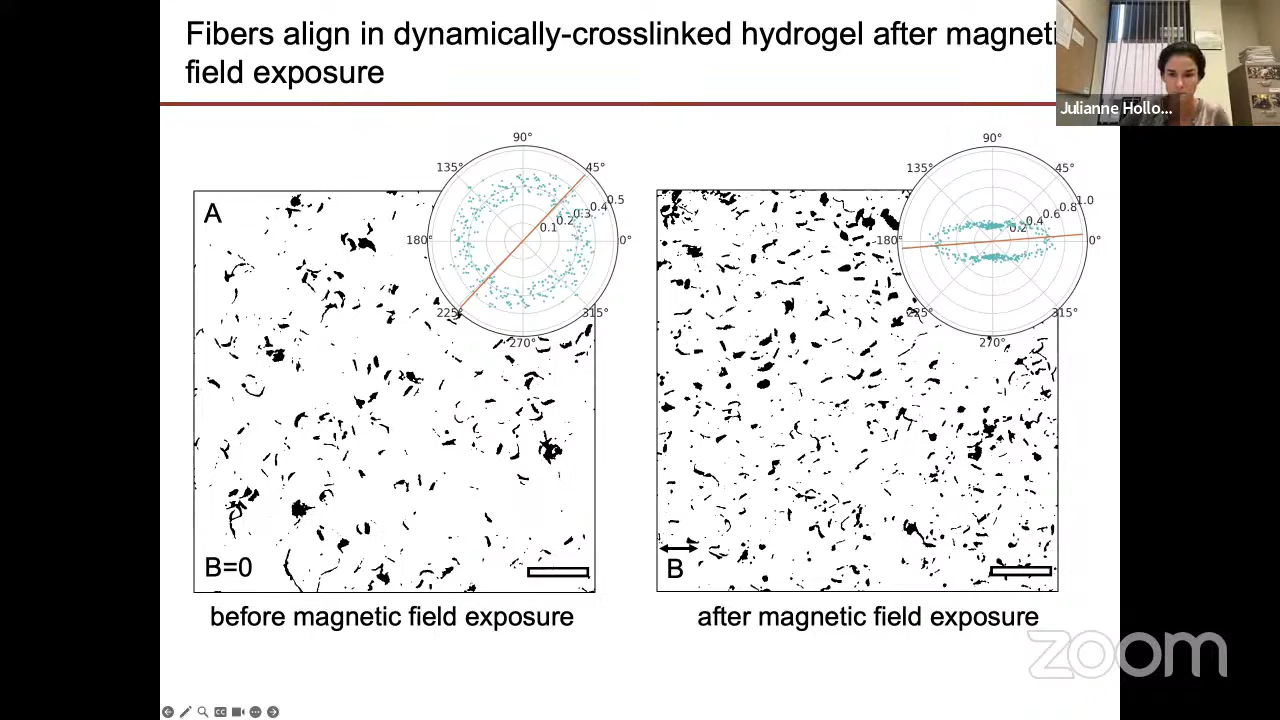 Fibers align in dynamically-crosslinked hydrogel after magneti
field exposure
Julianne Hollo...
A
90°
135°
45°
180°
0°
225°
315°
270°
0.1
0.2
0.3
0.4
0.5
B=0
before magnetic field exposure
90°
135°
45°
180°
0°
225°
315°
270°
0.2
0.4
0.6
0.8
1.0
B
after magnetic field exposure
zoom